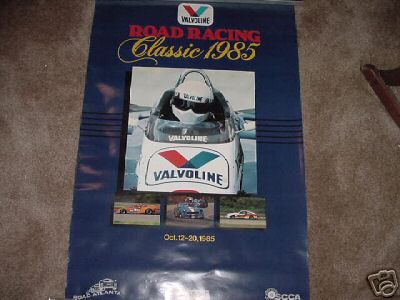 VALVOLINE
ROAD RACING
Classic 1985
VALVOLINE
VALVOLINE
Oct. 12-20, 1985
ROAD ATLANTA
SCCA